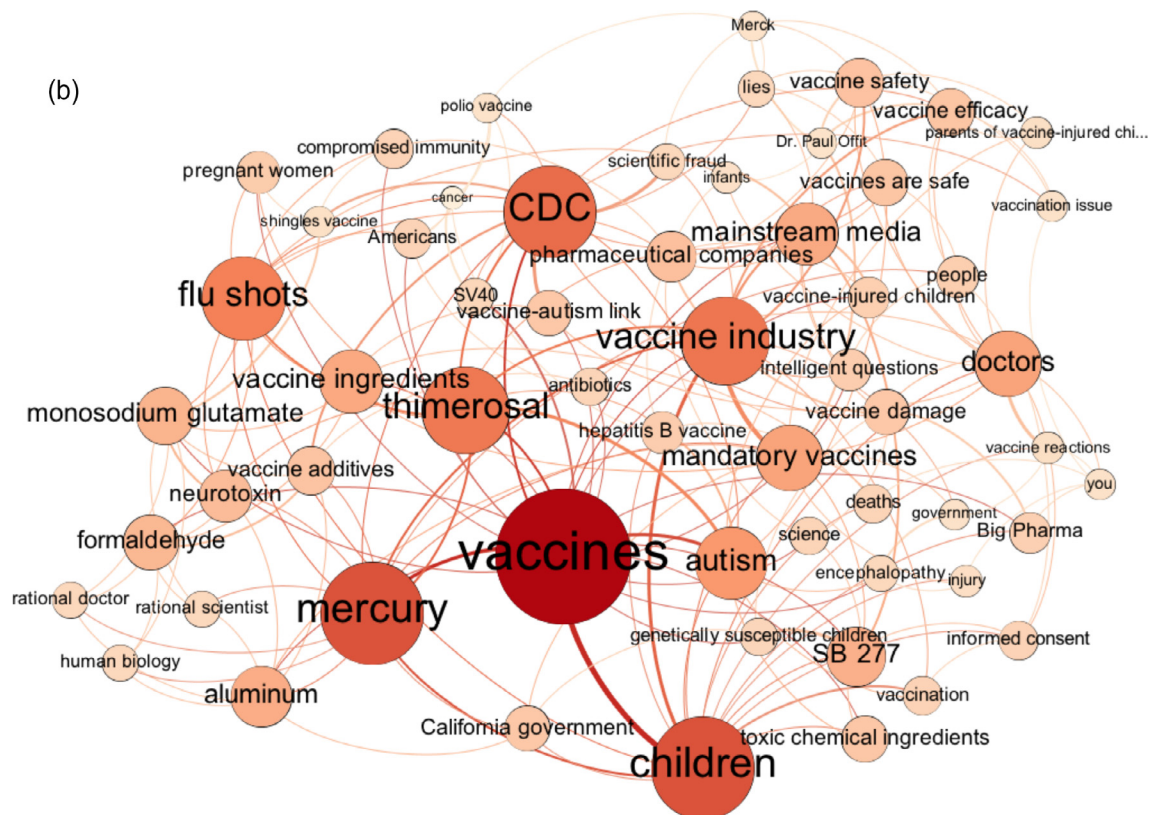 Merck
(b)
vaccine safety
lies
polio vaccine
vaccine efficacy
parents of vaccine-injured chi...
Dr. Paul Offit
compromised immunity
scientific fraud
pregnant women
infants
vaccines are safe
cancer
CDC
vaccination issue
shingles vaccine
Americans
mainstream media
pharmaceutical companies
people
flu shots
SV40
vaccine-injured children
vaccine-autism link
vaccine industry
doctors
intelligent questions
vaccine ingredients
antibiotics
thimerosal
monosodium glutamate
vaccine damage
hepatitis B vaccine
vaccine reactions
mandatory vaccines
vaccine additives
neurotoxin
you
deaths
government
Big Pharma
science
formaldehyde
vaccines
autism
encephalopathy
injury
rational doctor
rational scientist
mercury
genetically susceptible children
informed consent
SB 277
human biology
aluminum
vaccination
California government
toxic chemical ingredients
children